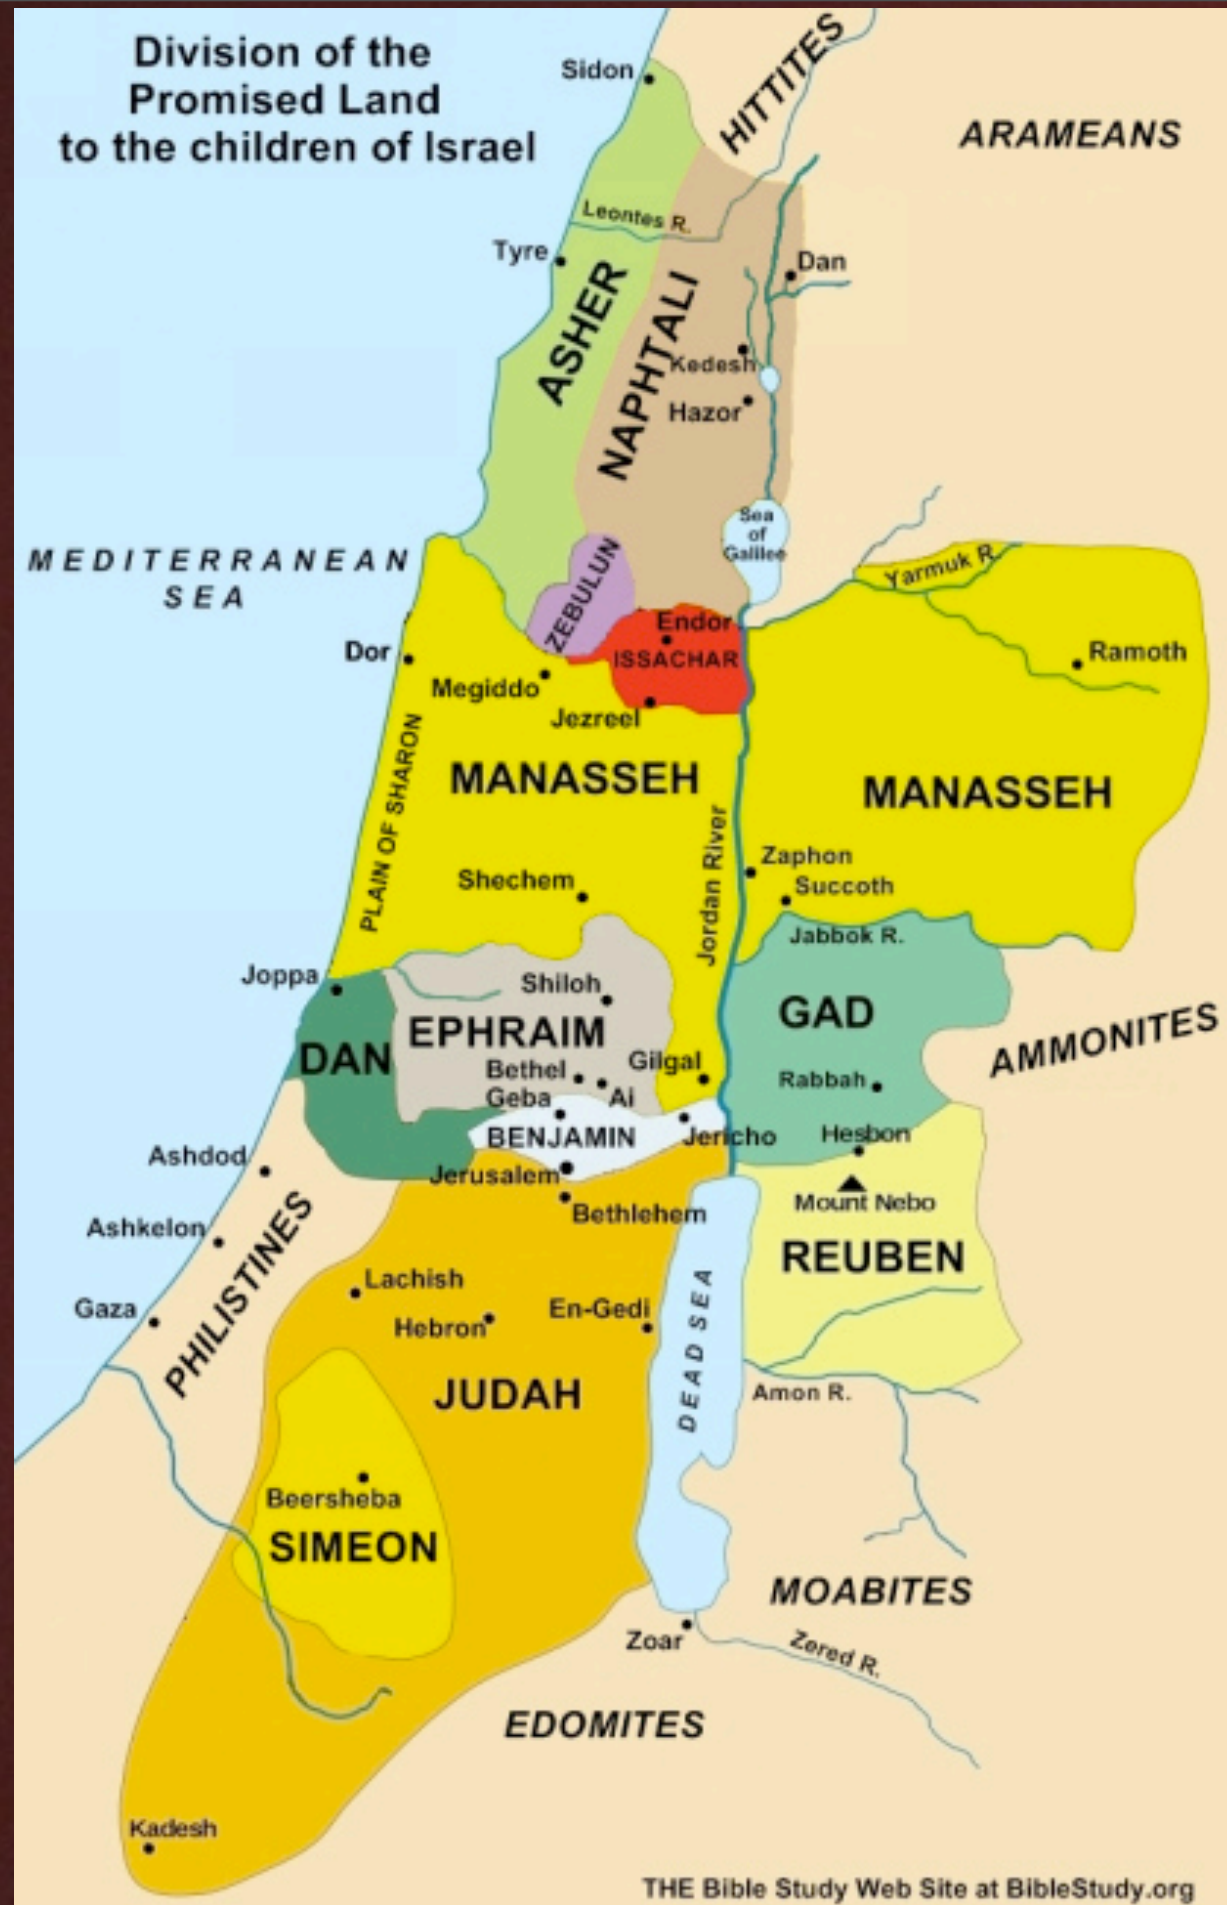 Division of the
Promised Land
to the children of Israel
Sidon
HITTITES
ARAMEANS
Leontes R.
Tyre
Dan
ASHER
NAPHTALI
Kedesh
Hazor
Sea
of
Galilee
MEDITERRANEAN
SEA
ZEBULUN
Yarmuk R.
Endor
ISSACHAR
Dor
Ramoth
Megiddo
Jezreel
PLAIN OF SHARON
MANASSEH
MANASSEH
Jordan River
Zaphon
Shechem
Succoth
Jabbok R.
Joppa
Shiloh
GAD
EPHRAIM
DAN
AMMONITES
Gilgal
Bethel
Rabbah
Geba
Ai
BENJAMIN
Jericho
Hesbon
Ashdod
Jerusalem
Mount Nebo
Bethlehem
Ashkelon
PHILISTINES
REUBEN
Lachish
Gaza
En-Gedi
Hebron
DEAD SEA
JUDAH
Amon R.
Beersheba
SIMEON
MOABITES
Zoar
Zered R.
EDOMITES
Kadesh
THE Bible Study Web Site at BibleStudy.org